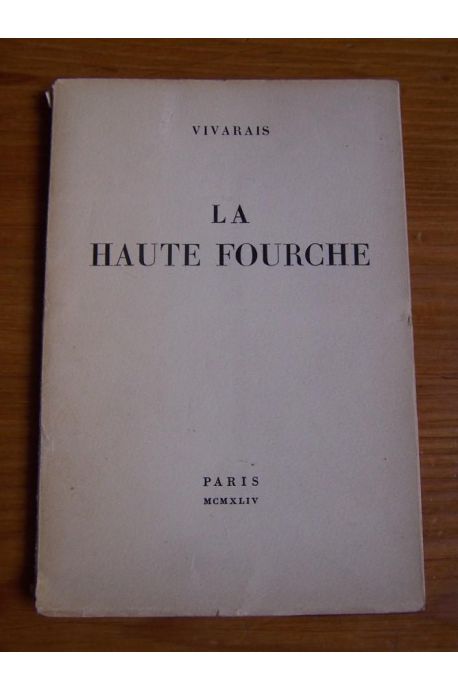 VIVARAIS
LA
HAUTE FOURCHE
PARIS
MCMXLIV